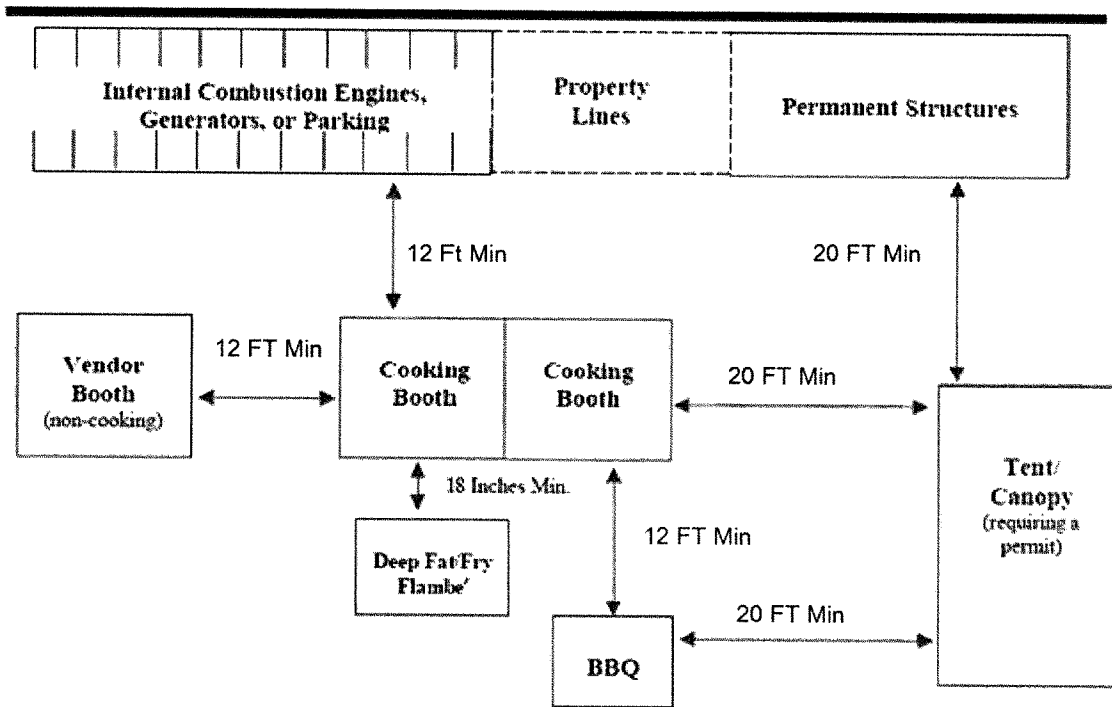 Internal Combustion Engines,
Generators, or Parking
Property
Lines
Permanent Structures
12 Ft Min
20 FT Min
Vendor
Booth
(non-cooking)
12 FT Min
Cooking
Booth
Cooking
Booth
20 FT Min
18 Inches Min.
Deep Fat/Fry
Flambe'
12 FT Min
Tent/
Canopy
(requiring a
permit)
BBQ
20 FT Min